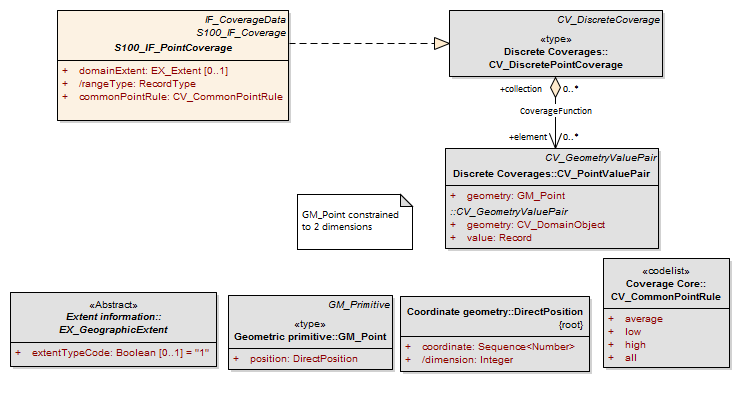 IF_CoverageData
S100_IF_Coverage
S100_IF_PointCoverage
+ domainExtent: EX_Extent [0..1]
+ /rangeType: RecordType
+ commonPointRule: CV_CommonPointRule
CV_DiscreteCoverage
«type»
Discrete Coverages::
CV_DiscretePointCoverage
+collection 0..*
CoverageFunction
+element 0..*
CV_GeometryValuePair
Discrete Coverages::CV_PointValuePair
+ geometry: GM_Point
::CV_GeometryValuePair
+ geometry: CV_DomainObject
+ value: Record
GM_Point constrained
to 2 dimensions
«Abstract»
Extent information::
EX_GeographicExtent
+ extentTypeCode: Boolean [0..1] = "1"
GM_Primitive
«type»
Geometric primitive::GM_Point
+ position: DirectPosition
Coordinate geometry::DirectPosition
{root}
+ coordinate: Sequence<Number>
+ /dimension: Integer
«codelist»
Coverage Core::
CV_CommonPointRule
+ average
+ low
+ high
+ all